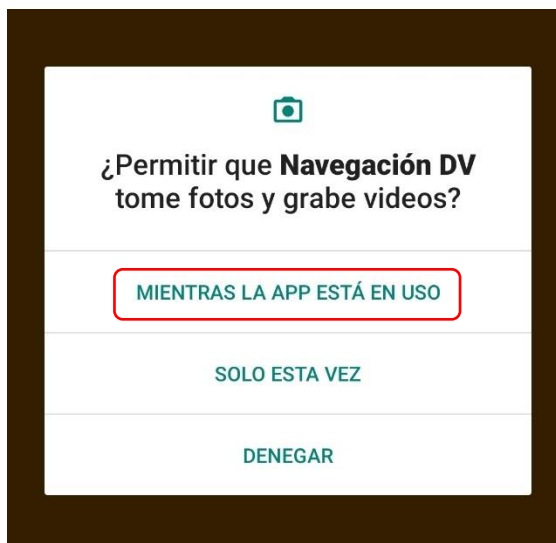 ¿Permitir que Navegación DV
tome fotos y grabe videos?
MIENTRAS LA APP ESTÁ EN USO
SOLO ESTA VEZ
DENEGAR